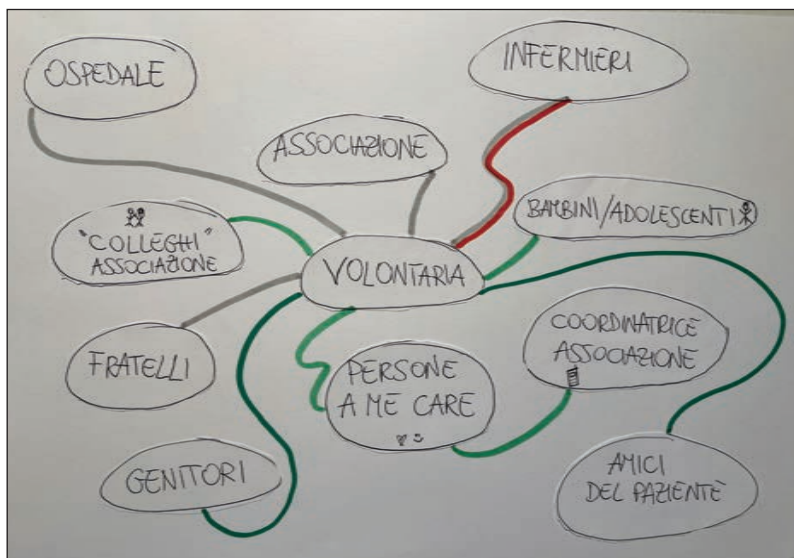 OSPEDALE
INFERMIERI
ASSOCIAZIONE
BAMBINI/ADOLESCENTI
"COLLEGHI"
ASSOCIAZIONE
VOLONTARIA
COORDINATRICE
ASSOCIAZIONE
FRATELLI
PERSONE
A ME CARE
GENITORI
AMICI
DEL PAZIENTE